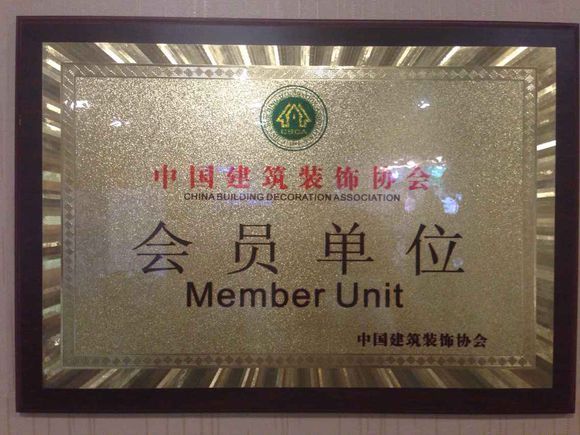 CBDA
中国建筑装饰协会
CHINA BUILDING DECORATION ASSOCIATION
会员单位
Member Unit
中国建筑装饰协会